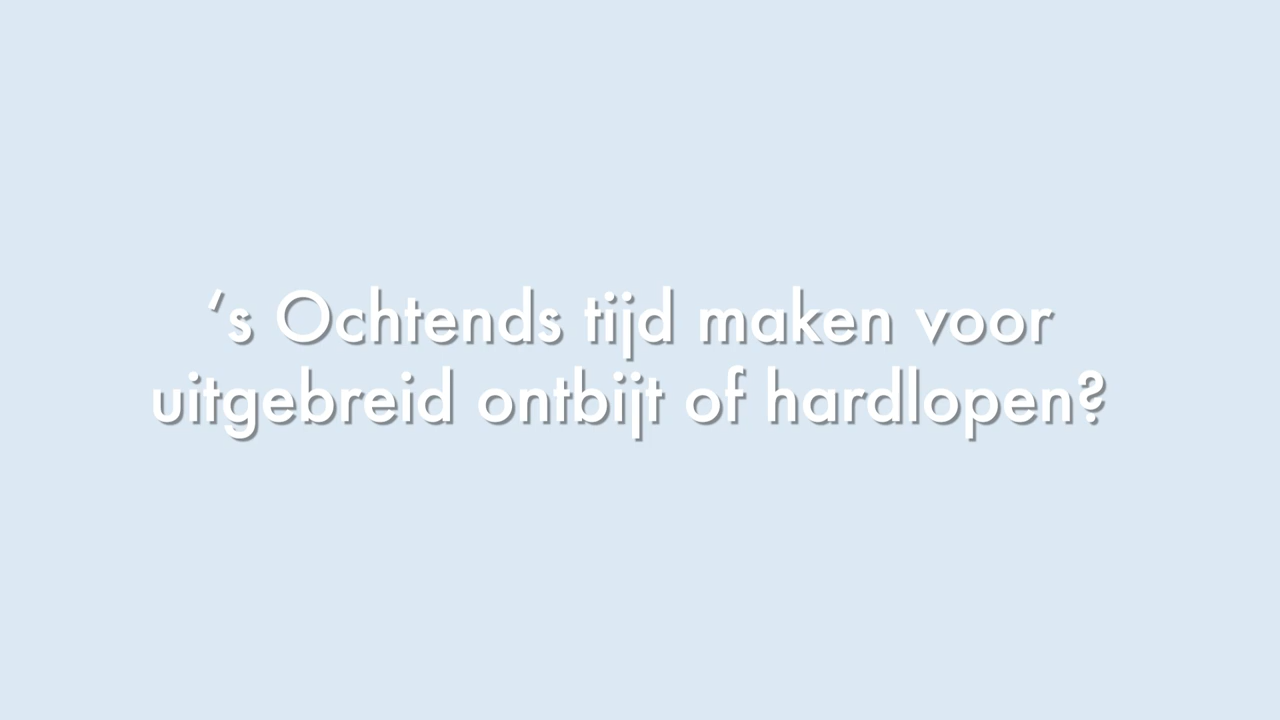 ‘s Ochtends tijd maken voor
uitgebreid ontbijt of hardlopen?